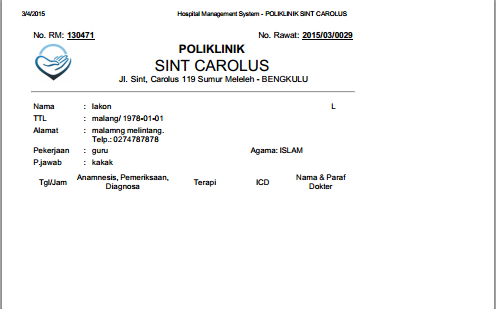 3/4/2015 Hospital Management System - POLIKLINIK SINT CAROLUS
No. RM: 130471 No. Rawat: 2015/03/0029
POLIKLINIK
SINT CAROLUS
Jl. Sint, Carolus 119 Sumur Meleleh - BENGKULU
Nama : lakon L
TTL : malang/ 1978-01-01
Alamat : malamng melintang.
Telp.: 0274787878
Pekerjaan : guru Agama: ISLAM
P.jawab : kakak
Tgl/Jam Anamnesis, Pemeriksaan, Diagnosa Terapi ICD Nama & Paraf Dokter